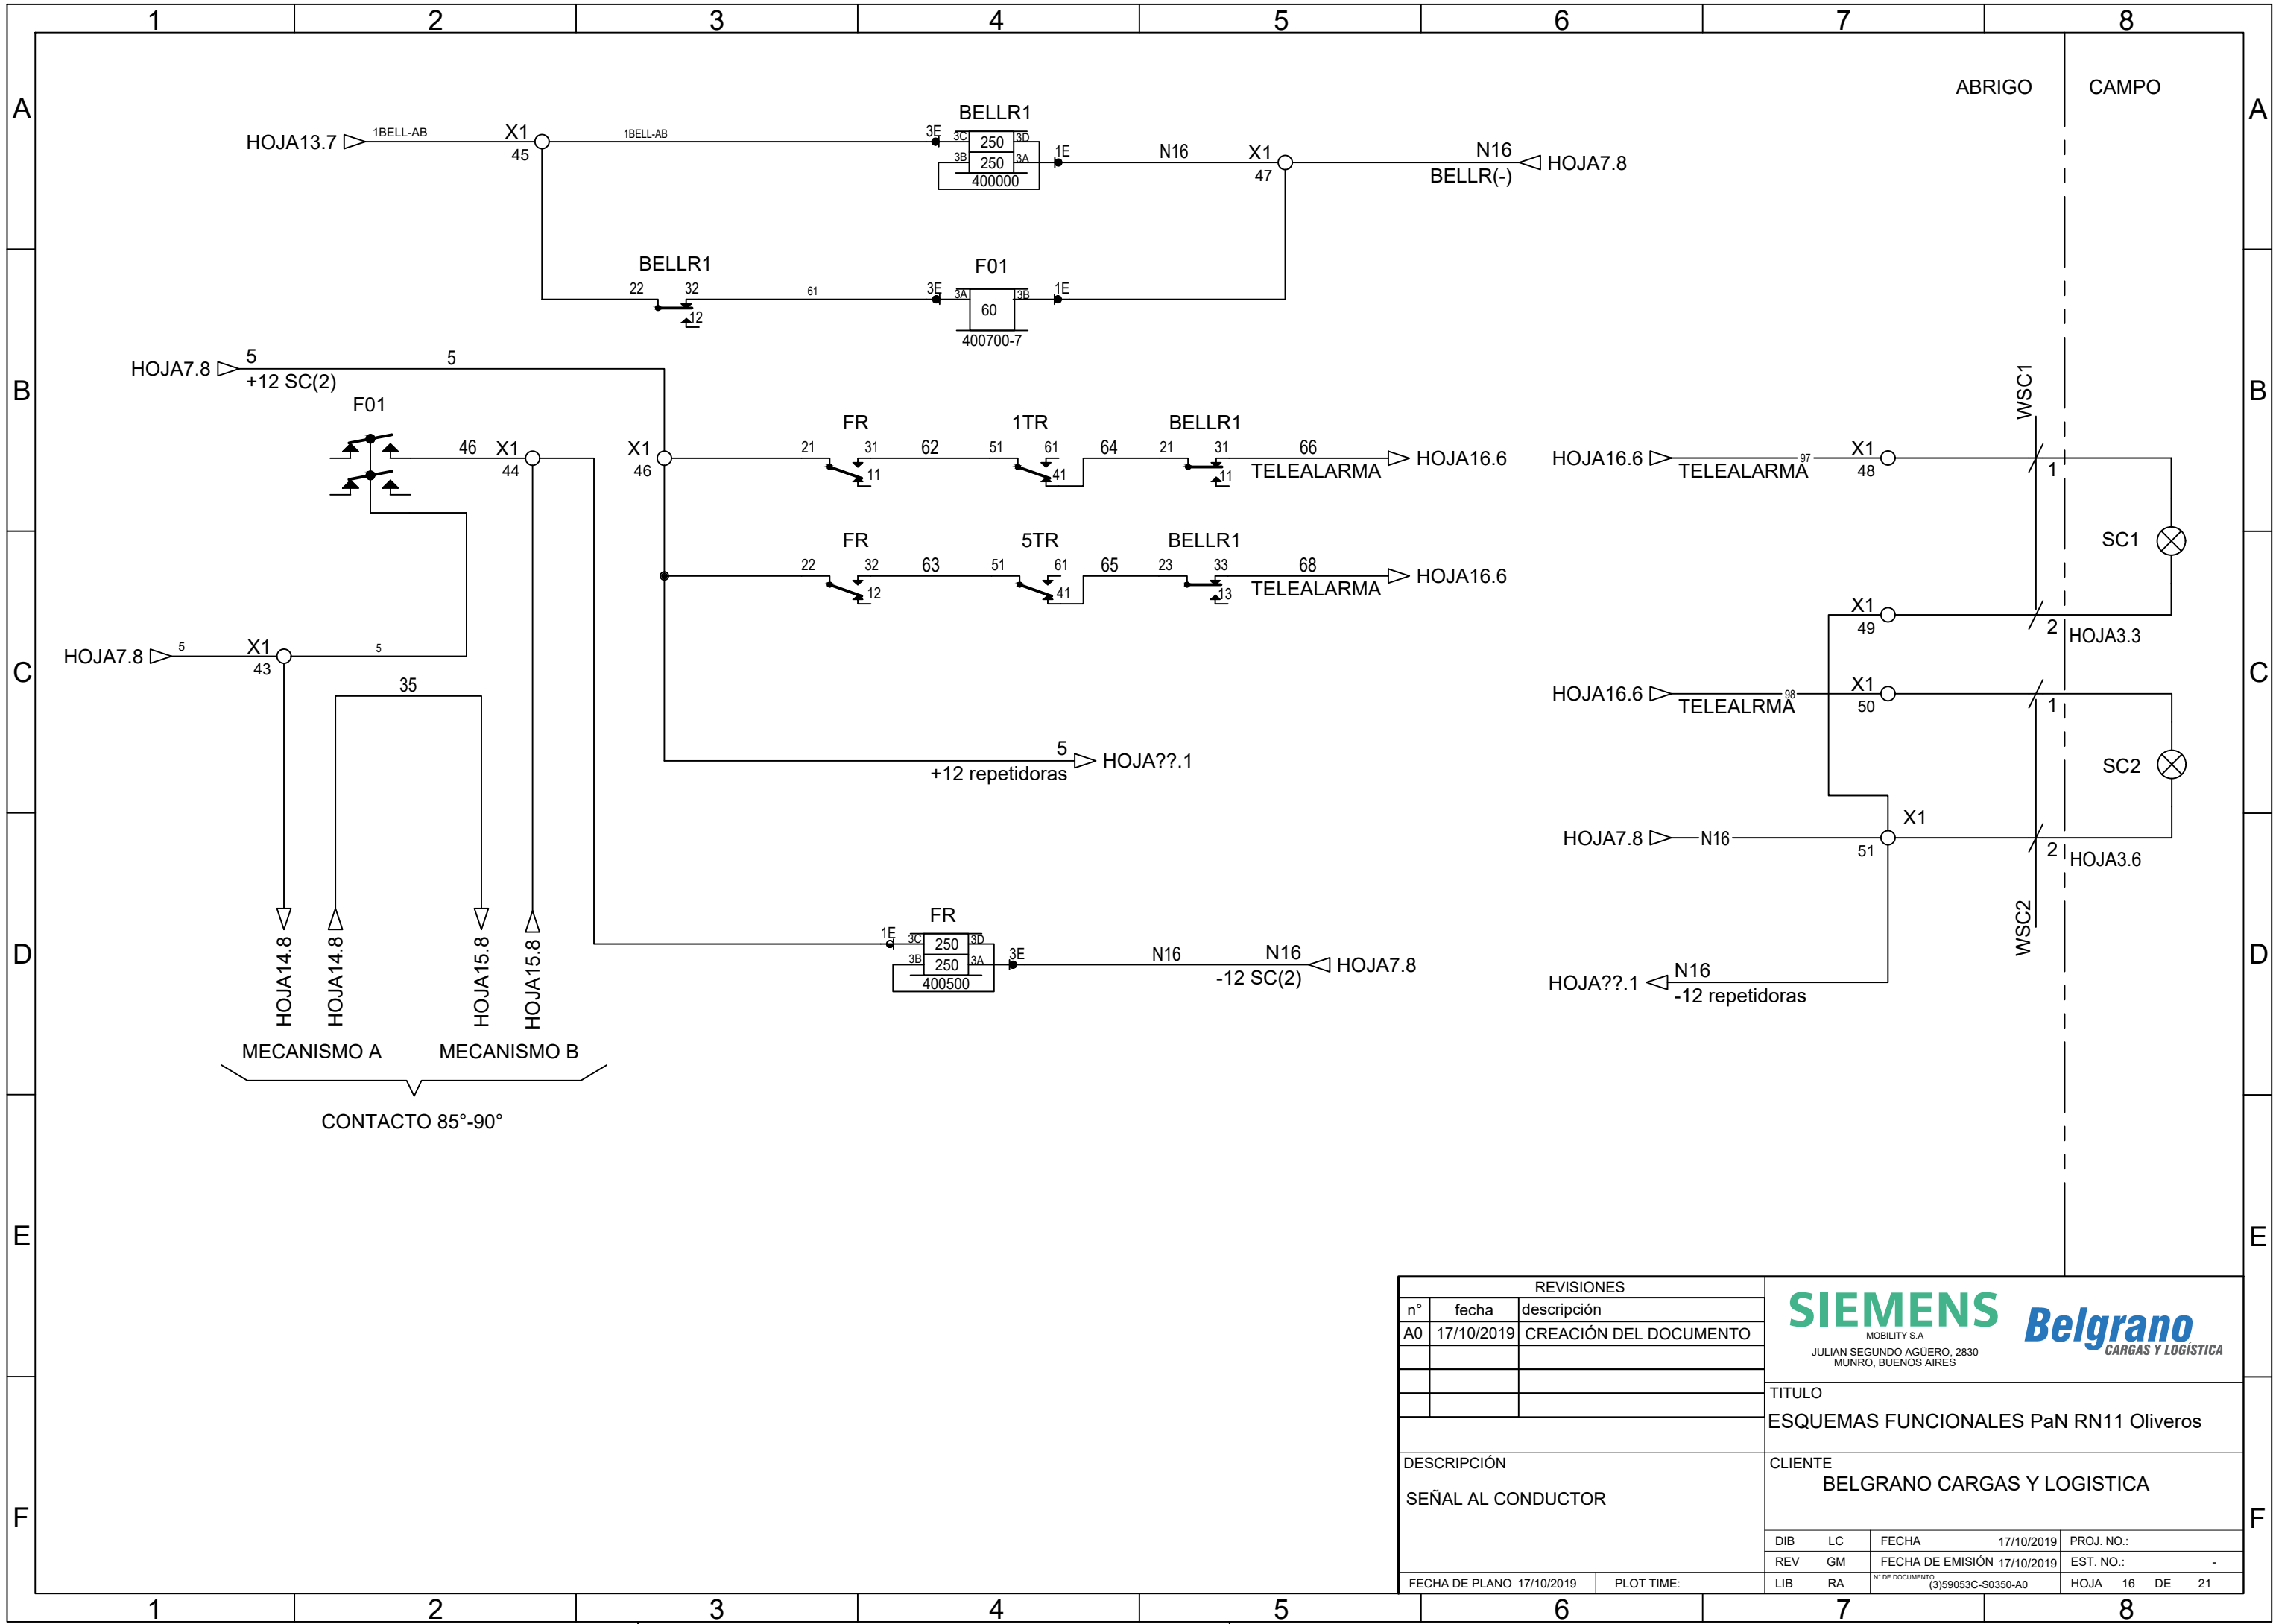 1 2 3 4 5 6 7 8
A A
ABRIGO CAMPO
BELLR1
HOJA13.7 1BELL-AB X1 45 1BELL-AB 3E 3C 250 3D
3B 250 3A 1E N16 X1 47 N16 HOJA7.8
BELLR(-)
400000
BELLR1 F01
22 32 61 3E 3A 60 3B 1E
12
400700-7
B B
HOJA7.8 5 5
+12 SC(2)
F01
46 X1
44
X1
46
FR 1TR BELLR1
21 31 62 51 61 64 21 31 66 HOJA16.6
11 41 11 TELEALARMA
HOJA16.6 97 X1
TELEALARMA 48
WSC1
1
SC1
FR 5TR BELLR1
22 32 63 51 61 65 23 33 68 HOJA16.6
12 41 13 TELEALARMA
X1
49 2 HOJA3.3
C C
HOJA7.8 5 X1 5
43
35
HOJA16.6 98 X1
TELEALRMA 50 1
SC2
5 HOJA??.1
+12 repetidoras
HOJA7.8 N16 X1
51 2 HOJA3.6
WSC2
D D
FR
1E 3C 250 3D
3B 250 3A 3E N16 N16 HOJA7.8
-12 SC(2)
400500
HOJA??.1 N16
-12 repetidoras
HOJA14.8
HOJA14.8
HOJA15.8
HOJA15.8
MECANISMO A MECANISMO B
CONTACTO 85°-90°
E E
REVISIONES
n° fecha descripción
A0 17/10/2019 CREACIÓN DEL DOCUMENTO
SIEMENS
MOBILITY S.A
JULIAN SEGUNDO AGÜERO, 2830
MUNRO, BUENOS AIRES
Belgrano
CARGAS Y LOGÍSTICA
TITULO
ESQUEMAS FUNCIONALES PaN RN11 Oliveros
DESCRIPCIÓN
SEÑAL AL CONDUCTOR
CLIENTE
BELGRANO CARGAS Y LOGISTICA
F F
DIB LC FECHA 17/10/2019 PROJ. NO.:
REV GM FECHA DE EMISIÓN 17/10/2019 EST. NO.: -
FECHA DE PLANO 17/10/2019 PLOT TIME: LIB RA N° DE DOCUMENTO (3)59053C-S0350-A0 HOJA 16 DE 21
1 2 3 4 5 6 7 8